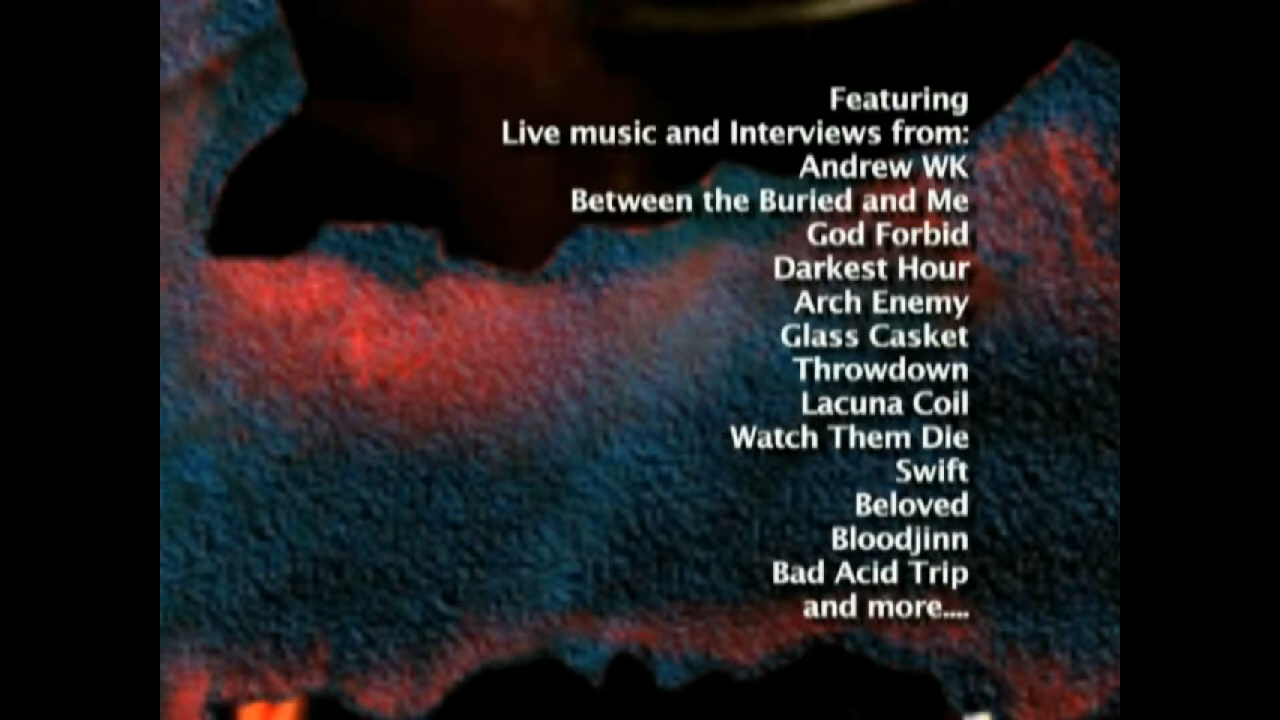 Featuring
Live music and Interviews from:
Andrew WK
Between the Buried and Me
God Forbid
Darkest Hour
Arch Enemy
Glass Casket
Throwdown
Lacuna Coil
Watch Them Die
Swift
Beloved
Bloodjinn
Bad Acid Trip
and more....